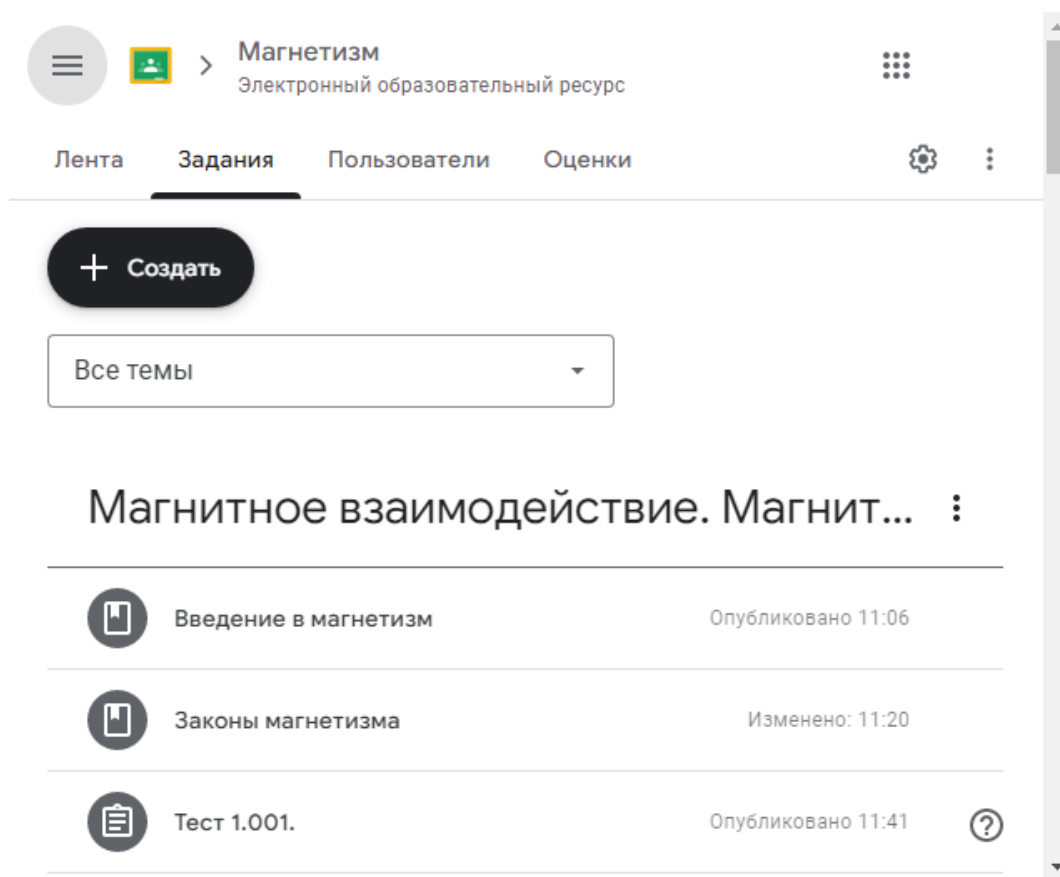 Магнетизм
Электронный образовательный ресурс
Лента Задания Пользователи Оценки
Создать
Все темы
Магнитное взаимодействие. Магнит...
Введение в магнетизм Опубликовано 11:06
Законы магнетизма Изменено: 11:20
Тест 1.001. Опубликовано 11:41